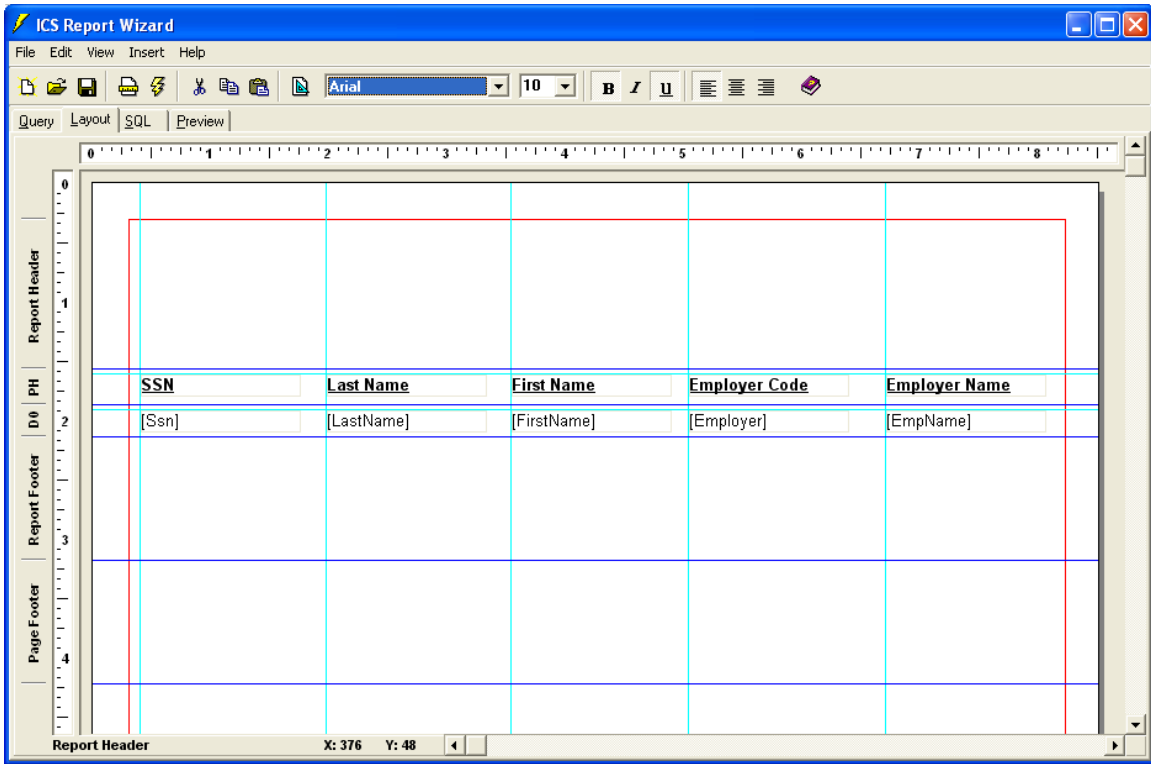 ICS Report Wizard
File Edit View Insert Help
Arial 10 B I u
Query Layout SQL Preview
0 1 2 3 4 5 6 7 8
0
Report Header
1
PH
SSN Last Name First Name Employer Code Employer Name
D0
2
[Ssn] [LastName] [FirstName] [Employer] [EmpName]
Report Footer
3
Page Footer
4
Report Header X: 376 Y: 48